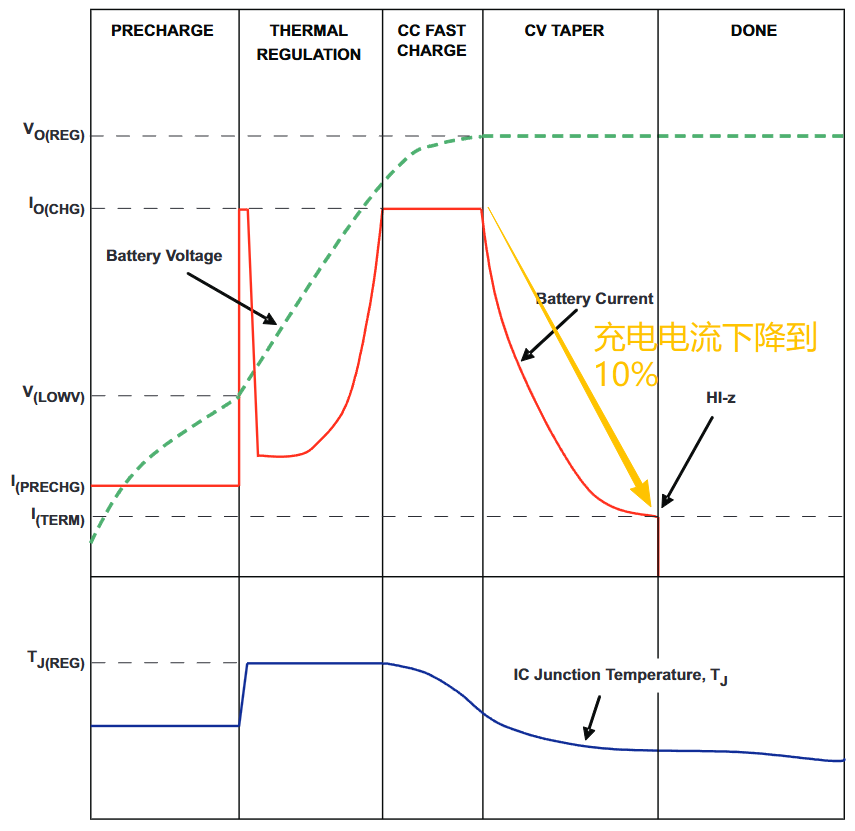 PRECHARGE
THERMAL
REGULATION
CC FAST
CHARGE
CV TAPER
DONE
VO(REG)
IO(CHG)
Battery Voltage
Battery Current
充电电流下降到
10%
V(LOWV)
HI-z
I(PRECHG)
I(TERM)
TJ(REG)
IC Junction Temperature, TJ